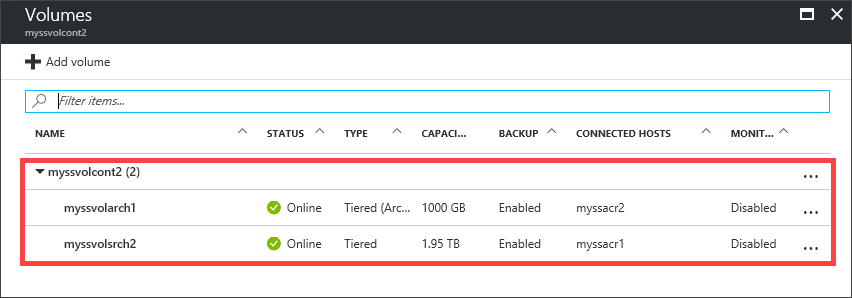 Volumes
myssvolcont2
Add volume
Filter items...
NAME STATUS TYPE CAPACI... BACKUP CONNECTED HOSTS MONIT...
myssvolcont2 (2) ...
myssvolarch1 Online Tiered (Arc... 1000 GB Enabled myssacr2 Disabled ...
myssvolsrch2 Online Tiered 1.95 TB Enabled myssacr1 Disabled ...